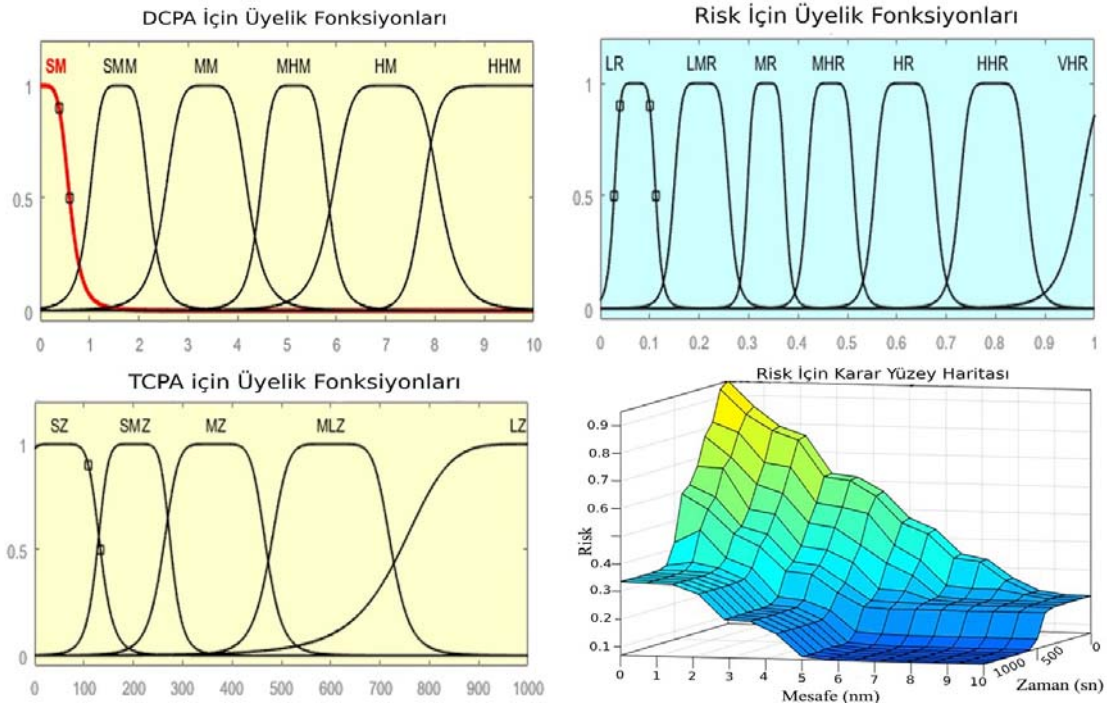 DCPA İçin Üyelik Fonksiyonları
SM SMM MM MHM HM HHM
1
0.5
0
0 1 2 3 4 5 6 7 8 9 10
Risk İçin Üyelik Fonksiyonları
LR LMR MR MHR HR HHR VHR
1
0.5
0
0 0.1 0.2 0.3 0.4 0.5 0.6 0.7 0.8 0.9 1
TCPA için Üyelik Fonksiyonları
SZ SMZ MZ MLZ LZ
1
0.5
0
0 100 200 300 400 500 600 700 800 900 1000
Risk İçin Karar Yüzey Haritası
0.9
0.8
0.7
0.6
0.4
0.3
0.2
0.1
Risk
0 1 2 3 4 5 6 7 8 9 10
Mesafe (nm)
1000 500 0
Zaman (sn)